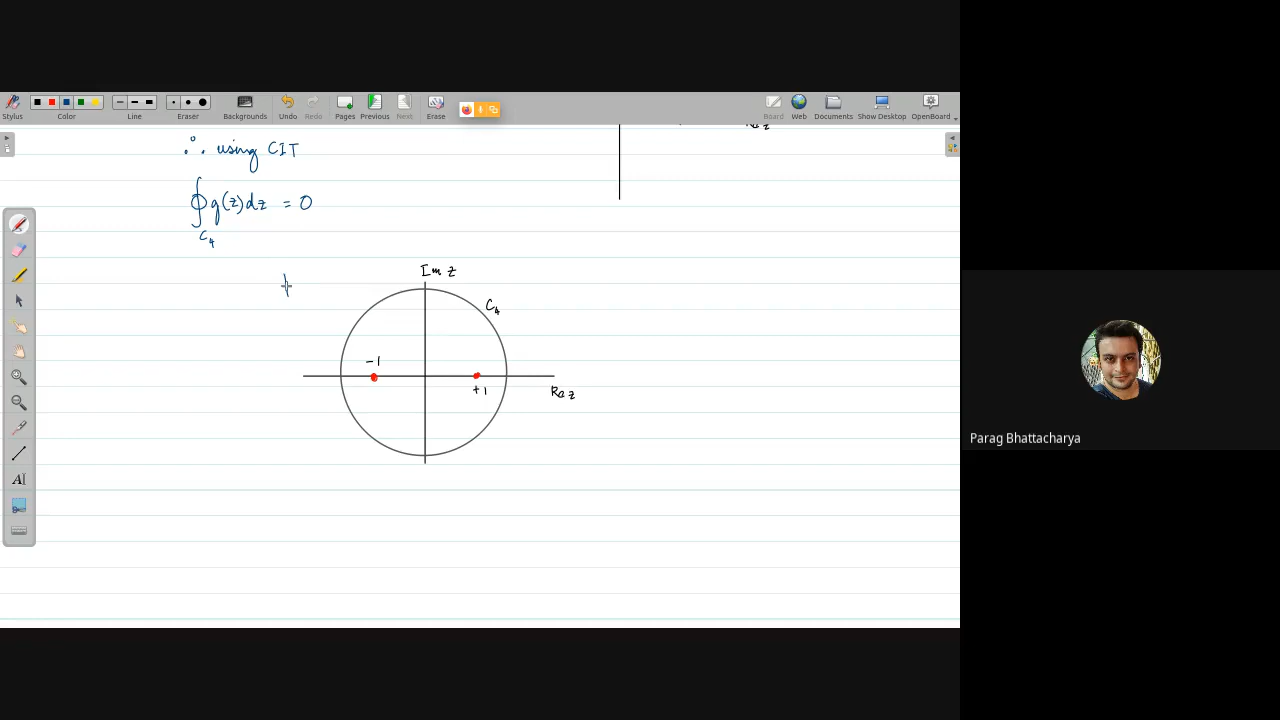 Stylus
Color
Line
Eraser
Backgrounds
Undo
Redo
Pages
Previous
Next
Erase
Board
Web
Documents
Show Desktop
OpenBoard
∴ using CIT
Re z
∮ g(z)dz = 0
C₄
Im z
C₄
-1
+1
Re z
Parag Bhattacharya